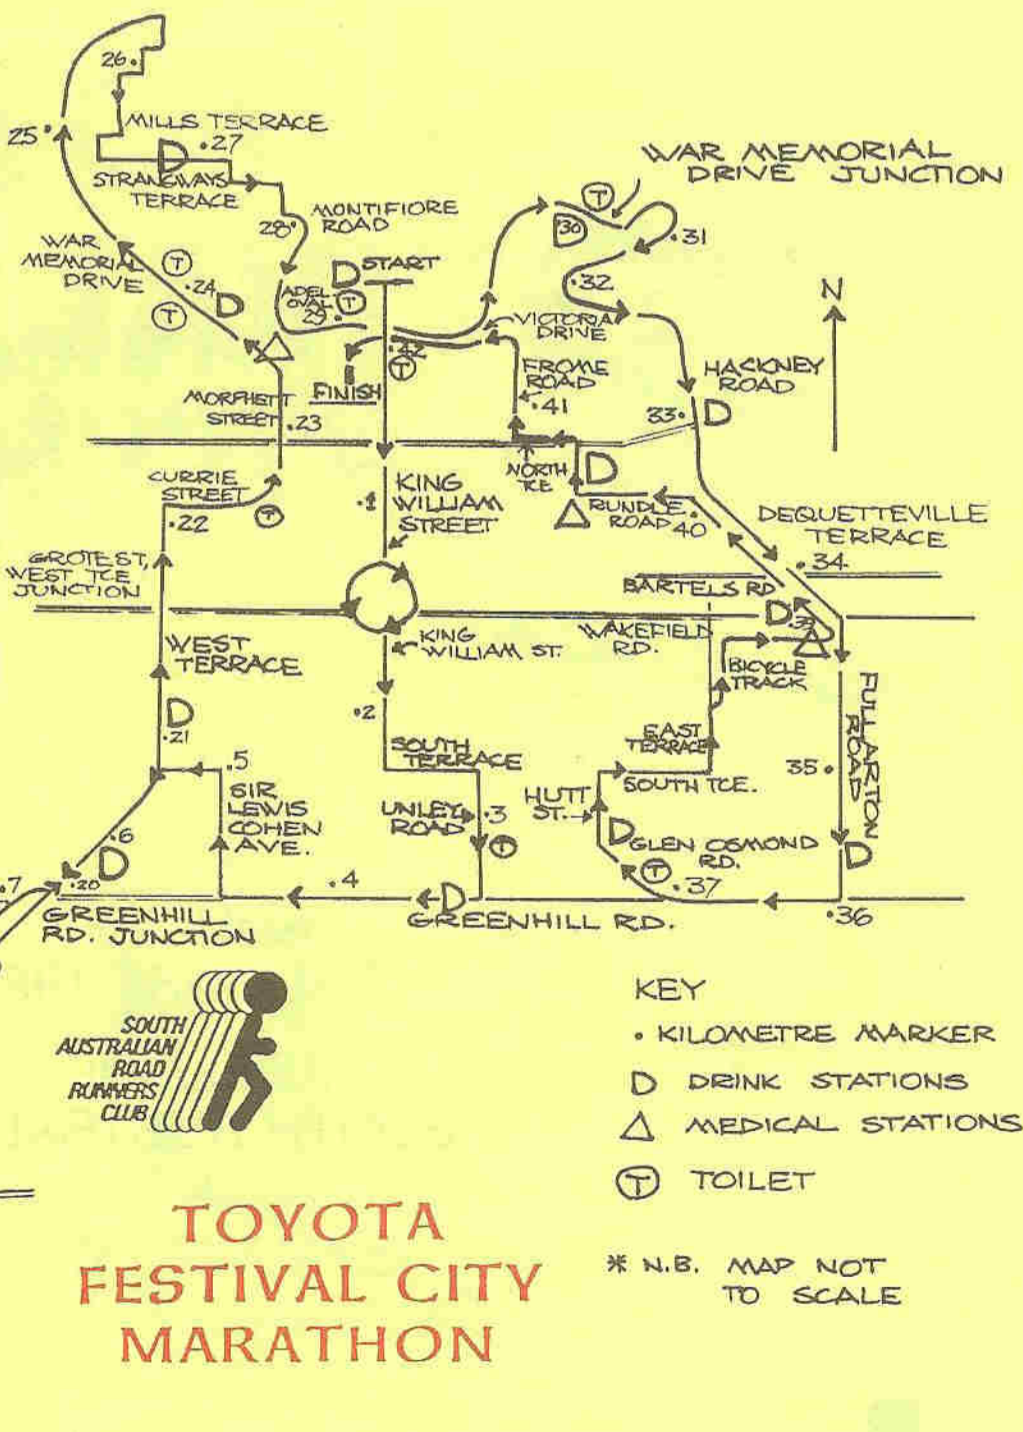 26.
MILLS TERRACE
25
.27
D
STRANGWAYS
TERRACE
WAR MEMORIAL
DRIVE JUNCTION
MONTIFIORE
ROAD
28
T
30
.31
WAR
MEMORIAL
DRIVE
T
.24
D
T
D START
ADEL.
OVAL
T
29
.32
N
VICTORIA
DRIVE
.42
T
FINISH
FROME
ROAD
.41
HACKNEY
ROAD
33.
D
MORPHETT
STREET
.23
NORTH
TCE
D
CURRIE
STREET
.22
T
.1
KING
WILLIAM
STREET
RUNDLE
ROAD
40
DEQUETTEVILLE
TERRACE
.34
GROTE ST,
WEST TCE
JUNCTION
BARTELS RD
D
39
WAKEFIELD
RD.
KING
WILLIAM ST.
WEST
TERRACE
BICYCLE
TRACK
FULLARTON
ROAD
D
.21
.2
SOUTH
TERRACE
EAST
TERRACE
35.
.5
SIR
LEWIS
COHEN
AVE.
UNLEY
ROAD
.3
T
HUTT
ST.
SOUTH TCE.
D
GLEN OSMOND
RD.
T
D
.6
D
.7
.20
.4
D
.37
.36
GREENHILL
RD. JUNCTION
GREENHILL RD.
SOUTH
AUSTRALIAN
ROAD
RUNNERS
CLUB
KEY
. KILOMETRE MARKER
D DRINK STATIONS
△ MEDICAL STATIONS
T TOILET
TOYOTA
FESTIVAL CITY
MARATHON
* N.B. MAP NOT
TO SCALE